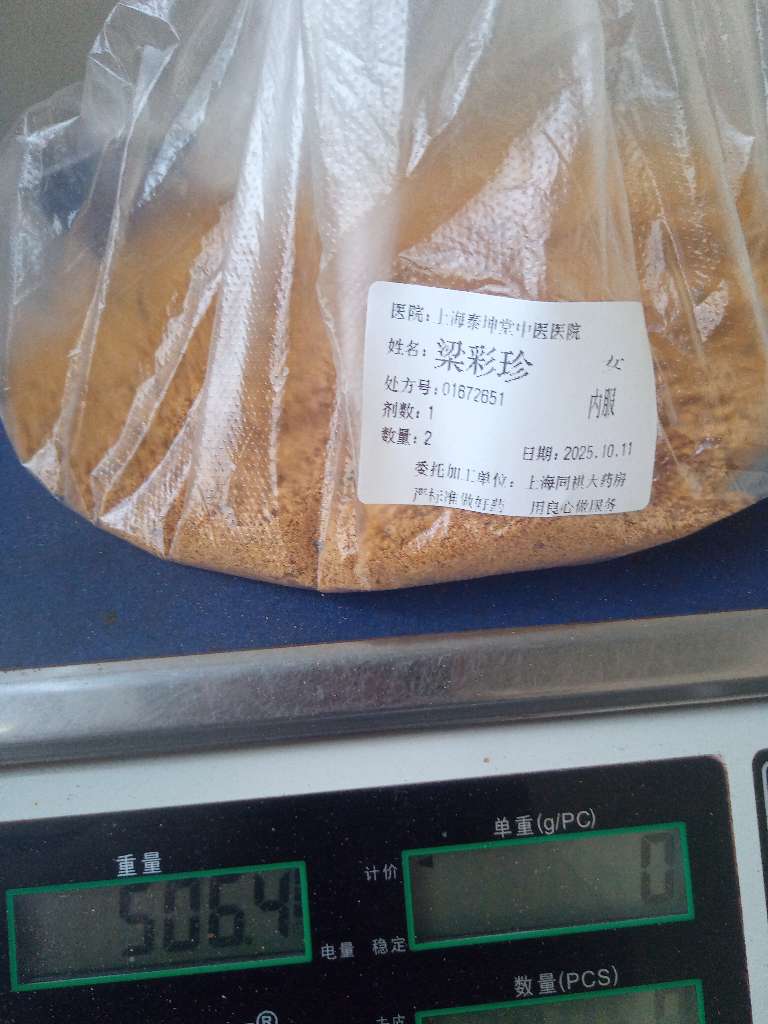 医院：上海泰坤堂中医医院
姓名：梁彩珍 女
处方号：01672651 内服
剂数：1
数量：2 日期：2025.10.11
委托加工单位：上海同祺大药房
严标准做好药 用良心做服务
单重(g/PC)
重量 计价 0
506.4 电量 稳定
数量(PCS)
®